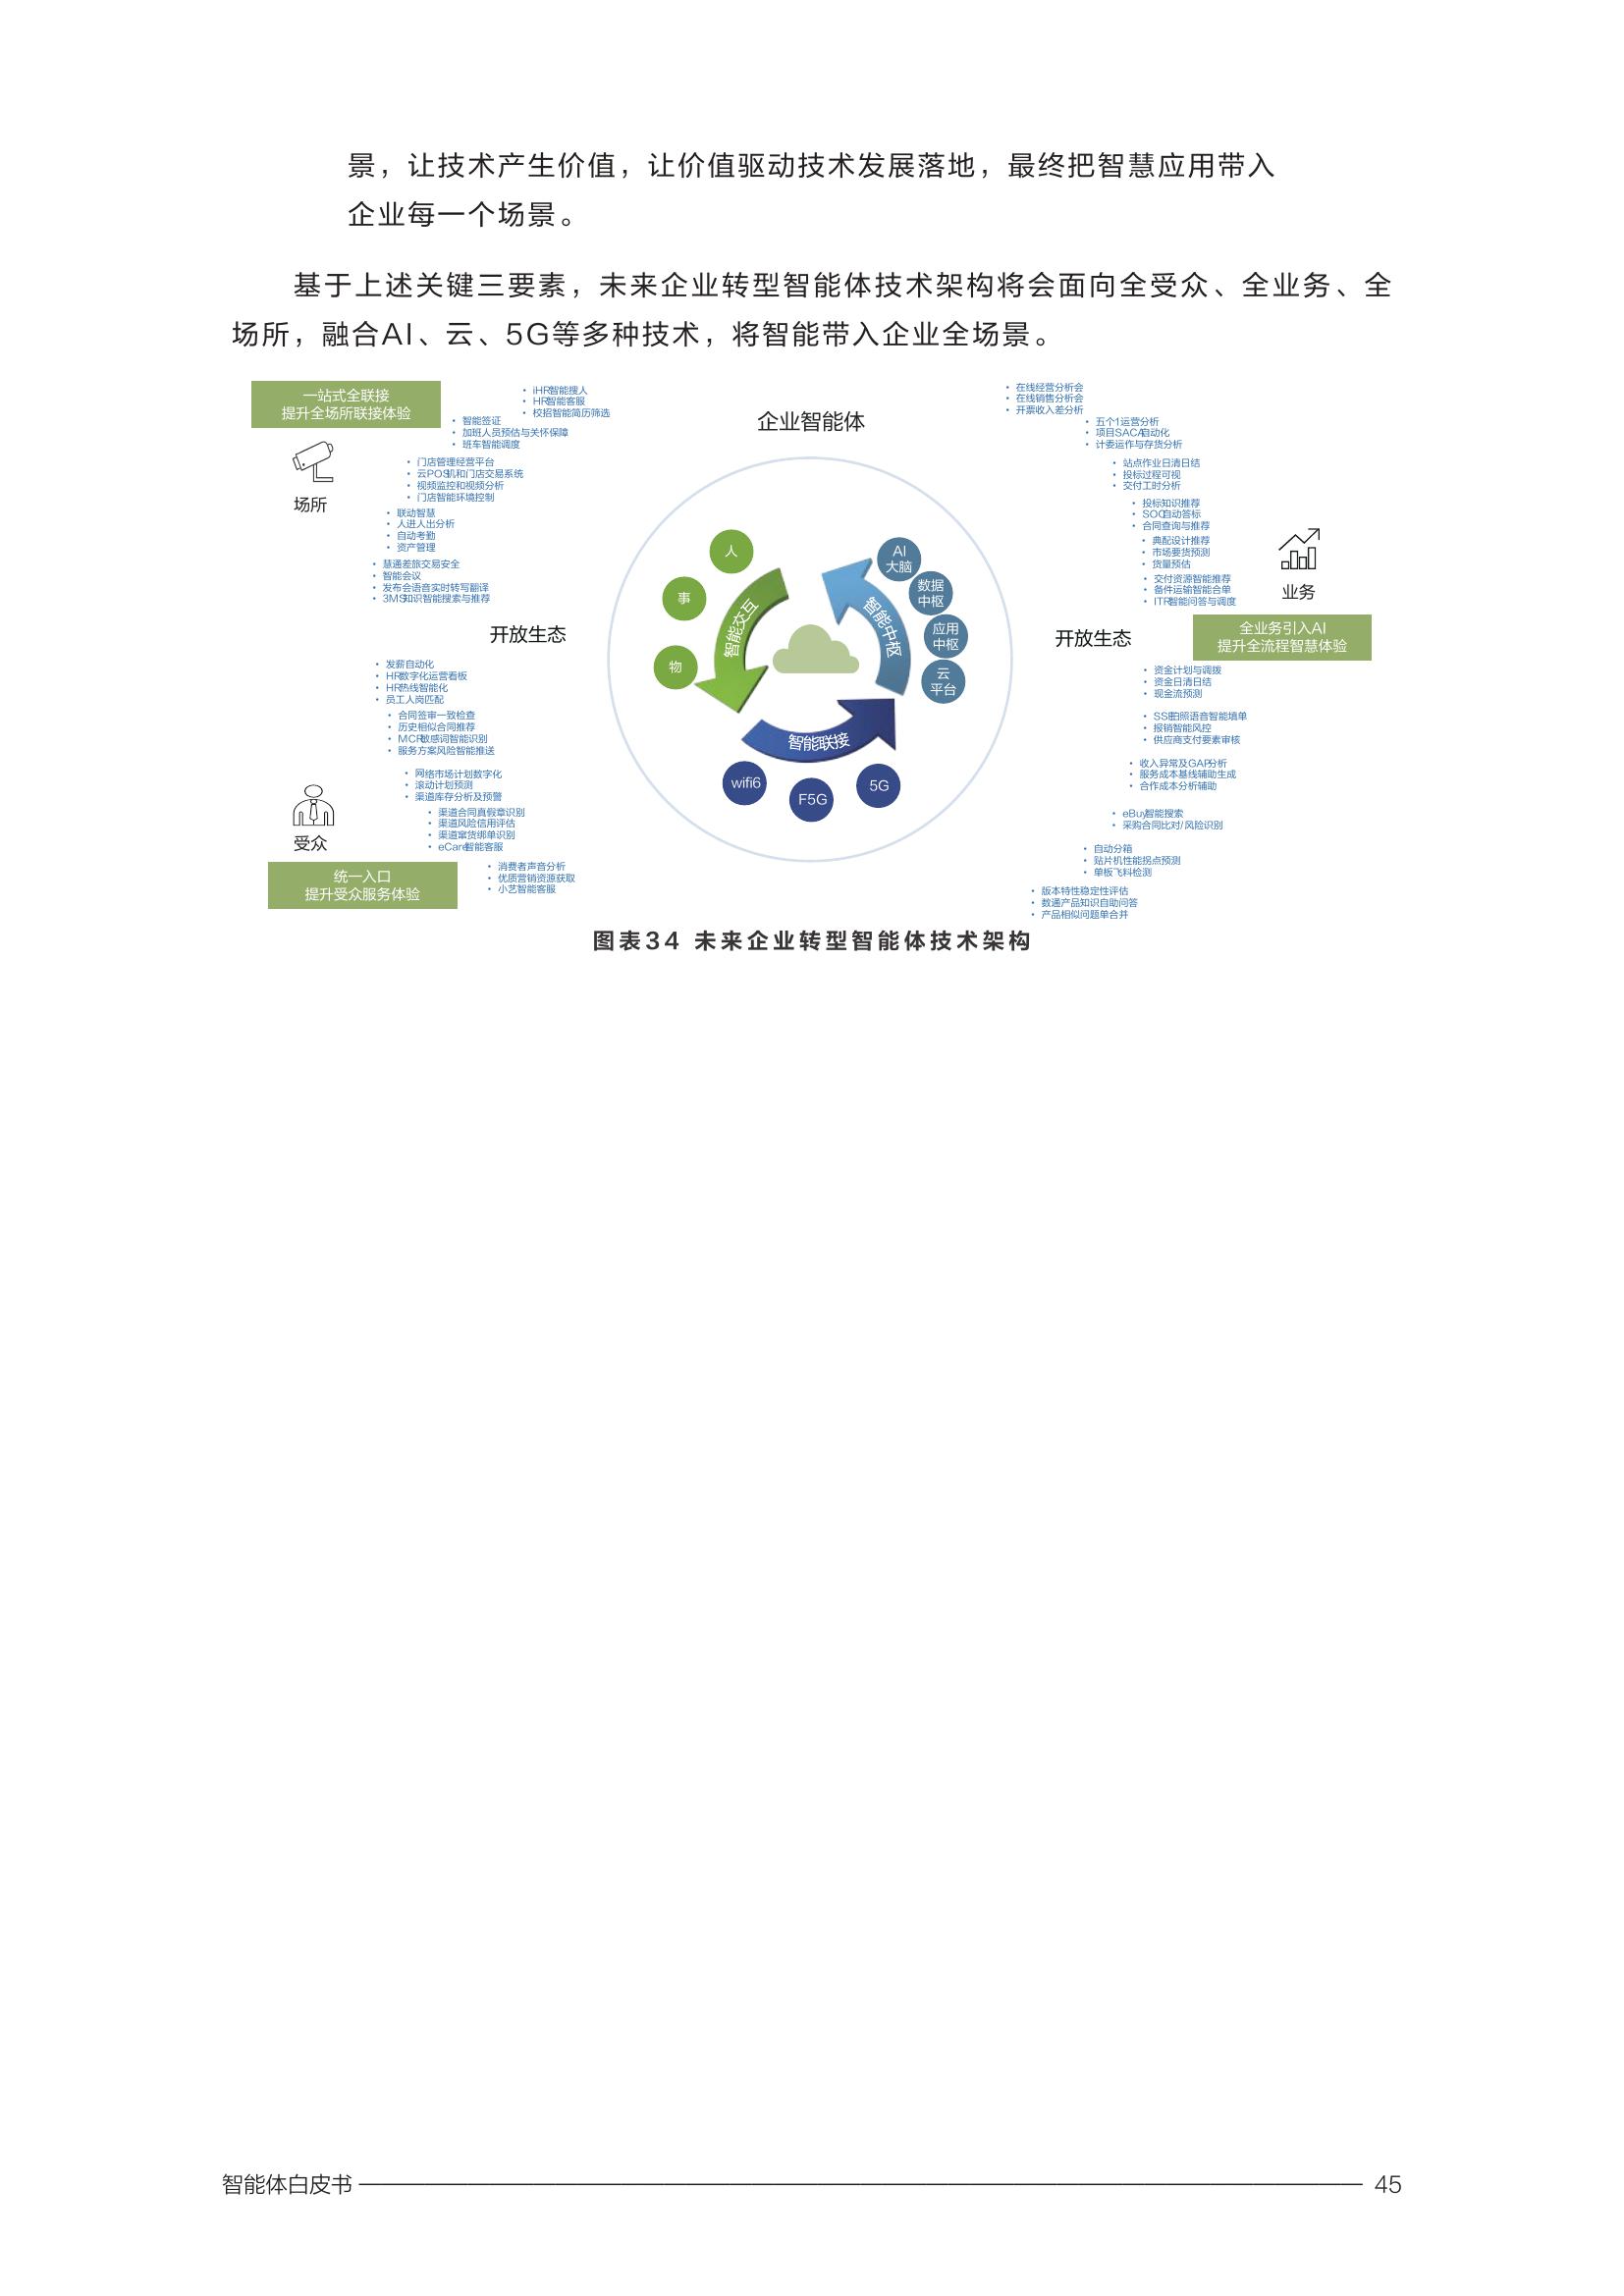 景，让技术产生价值，让价值驱动技术发展落地，最终把智慧应用带入
企业每一个场景。
基于上述关键三要素，未来企业转型智能体技术架构将会面向全受众、全业务、全
场所，融合AI、云、5G等多种技术，将智能带入企业全场景。
一站式全联接
提升全场所联接体验
场所
• iHR智能搜人
• HR智能客服
• 校招智能简历筛选
• 智能签证
• 加班人员预估与关怀保障
• 班车智能调度
• 门店管理经营平台
• 云POS机和门店交易系统
• 视频监控和视频分析
• 门店智能环境控制
• 联动智慧
• 人进人出分析
• 自动考勤
• 资产管理
• 慧通差旅交易安全
• 智能会议
• 发布会语音实时转写翻译
• 3MS知识智能搜索与推荐
开放生态
• 发薪自动化
• HR数字化运营看板
• HR热线智能化
• 员工人岗匹配
• 合同签审一致检查
• 历史相似合同推荐
• MCR敏感词智能识别
• 服务方案风险智能推送
• 网络市场计划数字化
• 滚动计划预测
• 渠道库存分析及预警
• 渠道合同真假章识别
• 渠道风险信用评估
• 渠道窜货绑单识别
• eCare智能客服
• 消费者声音分析
• 优质营销资源获取
• 小艺智能客服
受众
统一入口
提升受众服务体验
企业智能体
人
事
物
智能交互
智能中枢
智能联接
AI
大脑
数据
中枢
应用
中枢
云
平台
wifi6
F5G
5G
• 在线经营分析会
• 在线销售分析会
• 开票收入差分析
• 五个1运营分析
• 项目SACA自动化
• 计委运作与存货分析
• 站点作业日清日结
• 投标过程可视
• 交付工时分析
• 投标知识推荐
• SOC自动答标
• 合同查询与推荐
• 典配设计推荐
• 市场要货预测
• 货量预估
• 交付资源智能推荐
• 备件运输智能合单
• ITR智能问答与调度
业务
开放生态
全业务引入AI
提升全流程智慧体验
• 资金计划与调拨
• 资金日清日结
• 现金流预测
• SSE拍照语音智能填单
• 报销智能风控
• 供应商支付要素审核
• 收入异常及GAP分析
• 服务成本基线辅助生成
• 合作成本分析辅助
• eBuy智能搜索
• 采购合同比对/风险识别
• 自动分箱
• 贴片机性能拐点预测
• 单板飞料检测
• 版本特性稳定性评估
• 数通产品知识自助问答
• 产品相似问题单合并
图表34 未来企业转型智能体技术架构
智能体白皮书 45